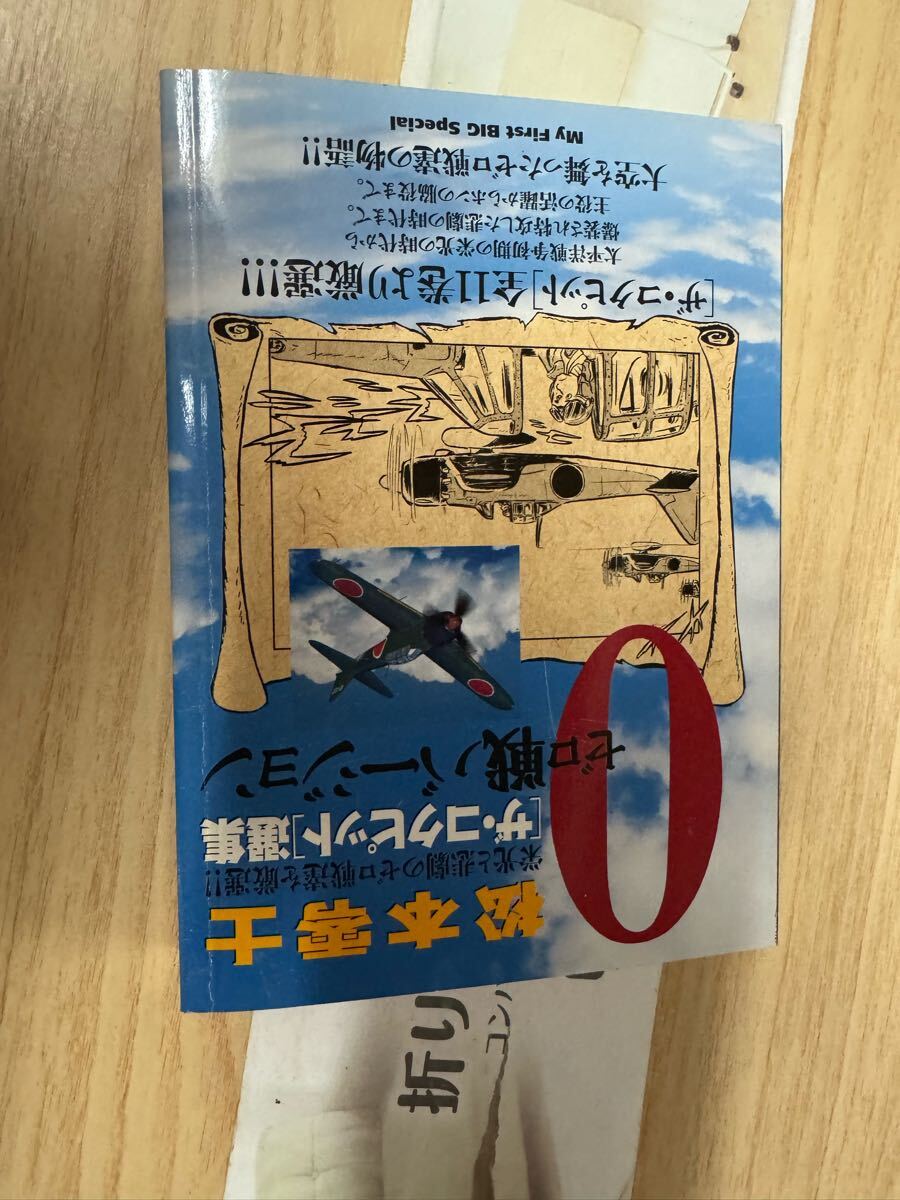 松本零士
栄光と悲劇のゼロ戦達を厳選!!
[ザ・コクピット]選集
0
ゼロ戦バージョン
[ザ・コクピット]全11巻より厳選!!!
太平洋戦争初期の栄光の時代から
爆装され特攻した悲劇の時代まで。
主役の活躍からホンの脇役まで。
大空を舞ったゼロ戦達の物語!!
My First BIG Special
折り
コン